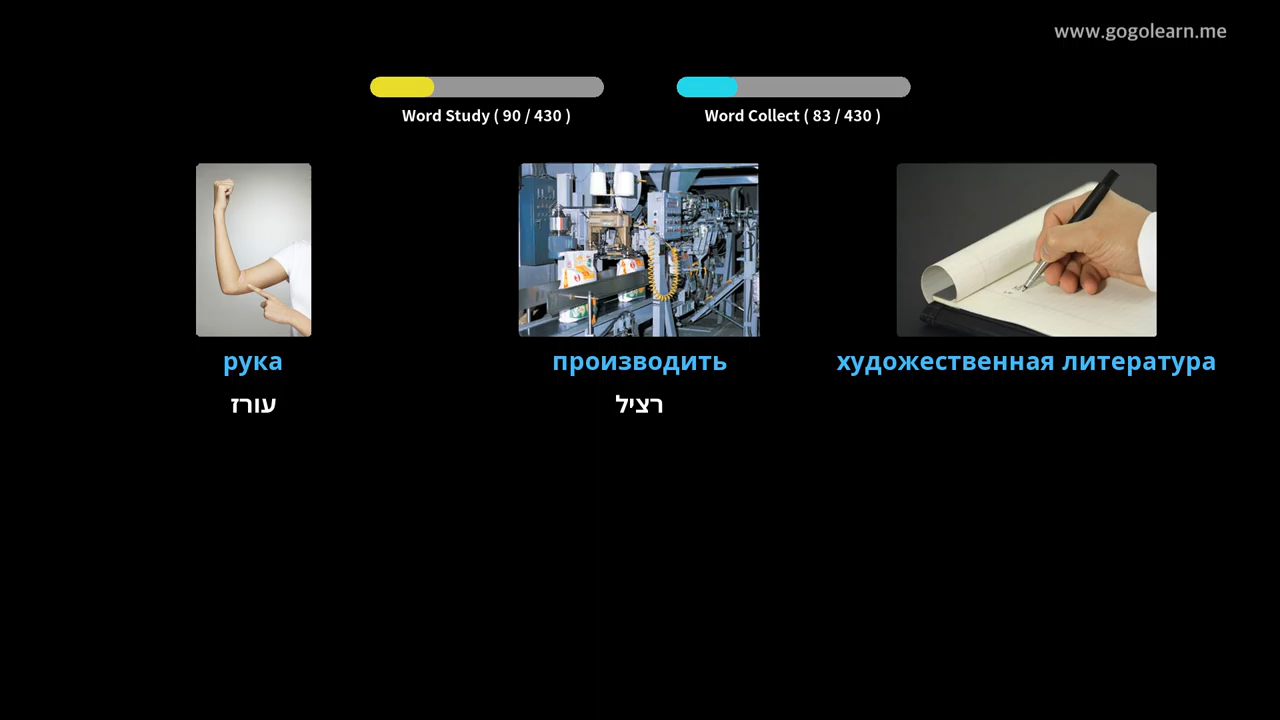 www.gogolearn.me
Word Study ( 90 / 430 )
Word Collect ( 83 / 430 )
рука
производить
художественная литература
עורז
רציל